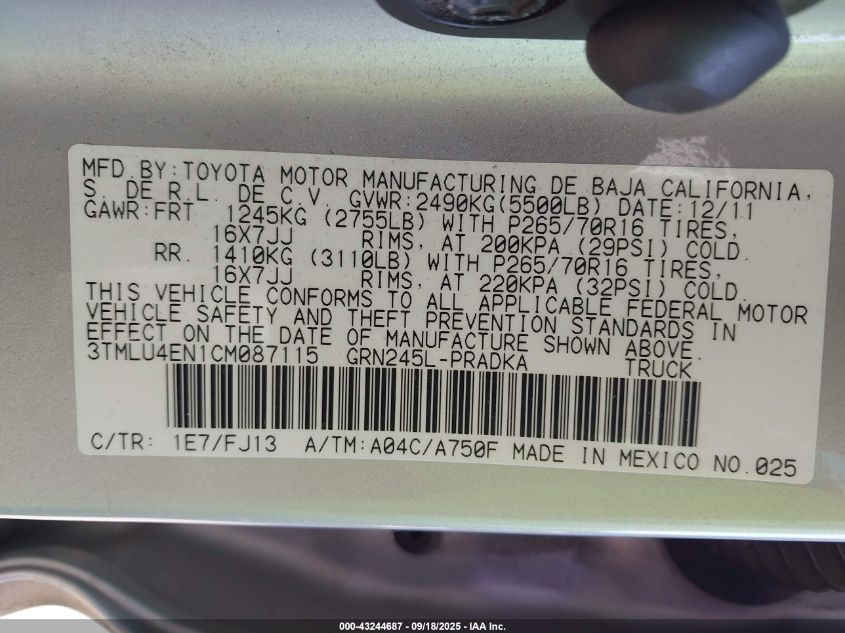 MFD.BY:TOYOTA MOTOR MANUFACTURING DE BAJA CALIFORNIA,
S. DE R.L. DE C.V. GVWR:2490KG(5500LB) DATE:12/11
GAWR:FRT 1245KG (2755LB) WITH P265/70R16 TIRES,
16X7JJ RIMS, AT 200KPA (29PSI) COLD.
RR. 1410KG (3110LB) WITH P265/70R16 TIRES,
16X7JJ RIMS, AT 220KPA (32PSI) COLD.
THIS VEHICLE CONFORMS TO ALL APPLICABLE FEDERAL MOTOR
VEHICLE SAFETY AND THEFT PREVENTION STANDARDS IN
EFFECT ON THE DATE OF MANUFACTURE SHOWN ABOVE.
3TMLU4EN1CM087115 GRN245L-PRADKA TRUCK
C/TR: 1E7/FJ13 A/TM:A04C/A750F MADE IN MEXICO NO.025
000-43244687 - 09/18/2025 - IAA Inc.